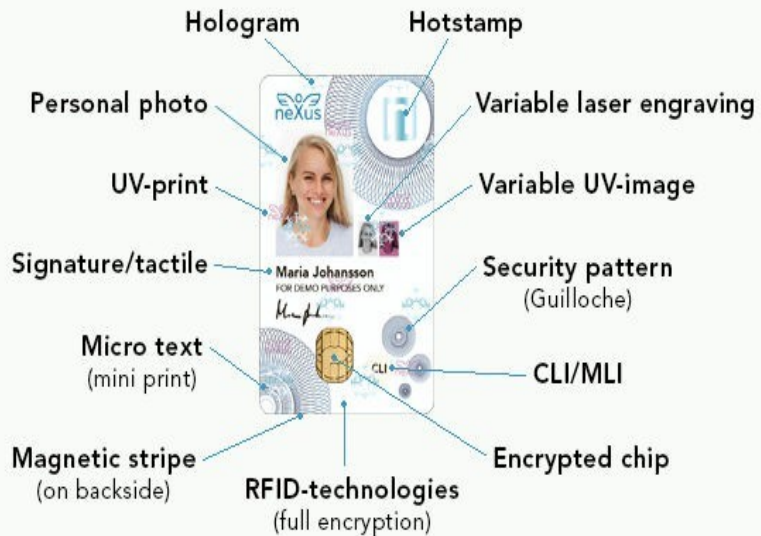 Hologram
Hotstamp
Personal photo
neXus
Variable laser engraving
UV-print
Variable UV-image
Signature/tactile
Maria Johansson
FOR DEMO PURPOSES ONLY
Security pattern
(Guilloche)
Micro text
(mini print)
CLI
CLI/MLI
Magnetic stripe
(on backside)
Encrypted chip
RFID-technologies
(full encryption)